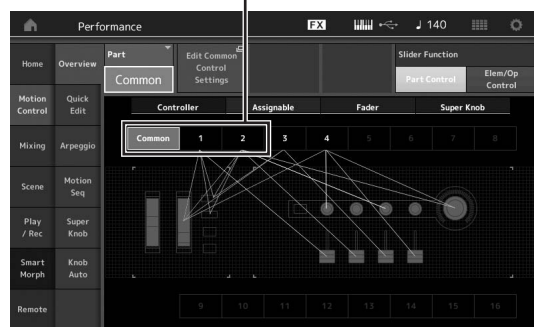 Performance FX ♩ 140
Home Overview Part Edit Common Control Settings Slider Function
Common Part Control Elem/Op Control
Motion Control Quick Edit
Controller Assignable Fader Super Knob
Mixing Arpeggio
Common 1 2 3 4 5 6 7 8
Scene Motion Seq
Play / Rec Super Knob
Smart Morph Knob Auto
Remote
9 10 11 12 13 14 15 16